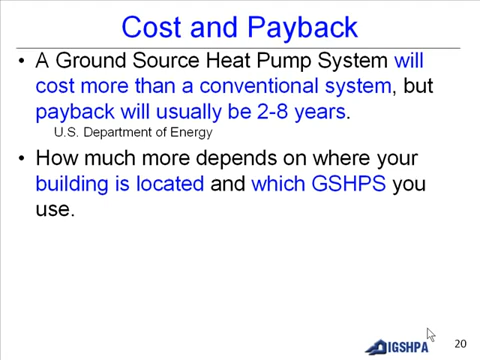 Cost and Payback
• A Ground Source Heat Pump System will
cost more than a conventional system, but
payback will usually be 2-8 years.
U.S. Department of Energy
• How much more depends on where your
building is located and which GSHPS you
use.
IGSHPA
20